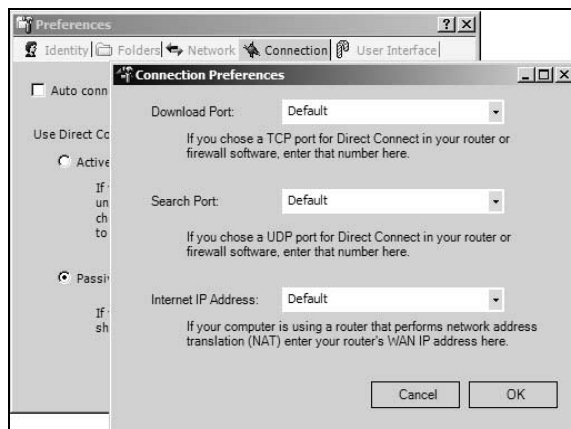 Preferences
Identity Folders Network Connection User Interface
Auto conn
Use Direct Co
Active
If
un
ch
to
Passiv
If
sh
Connection Preferences
Download Port: Default
If you chose a TCP port for Direct Connect in your router or
firewall software, enter that number here.
Search Port: Default
If you chose a UDP port for Direct Connect in your router or
firewall software, enter that number here.
Internet IP Address: Default
If your computer is using a router that performs network address
translation (NAT) enter your router's WAN IP address here.
Cancel OK